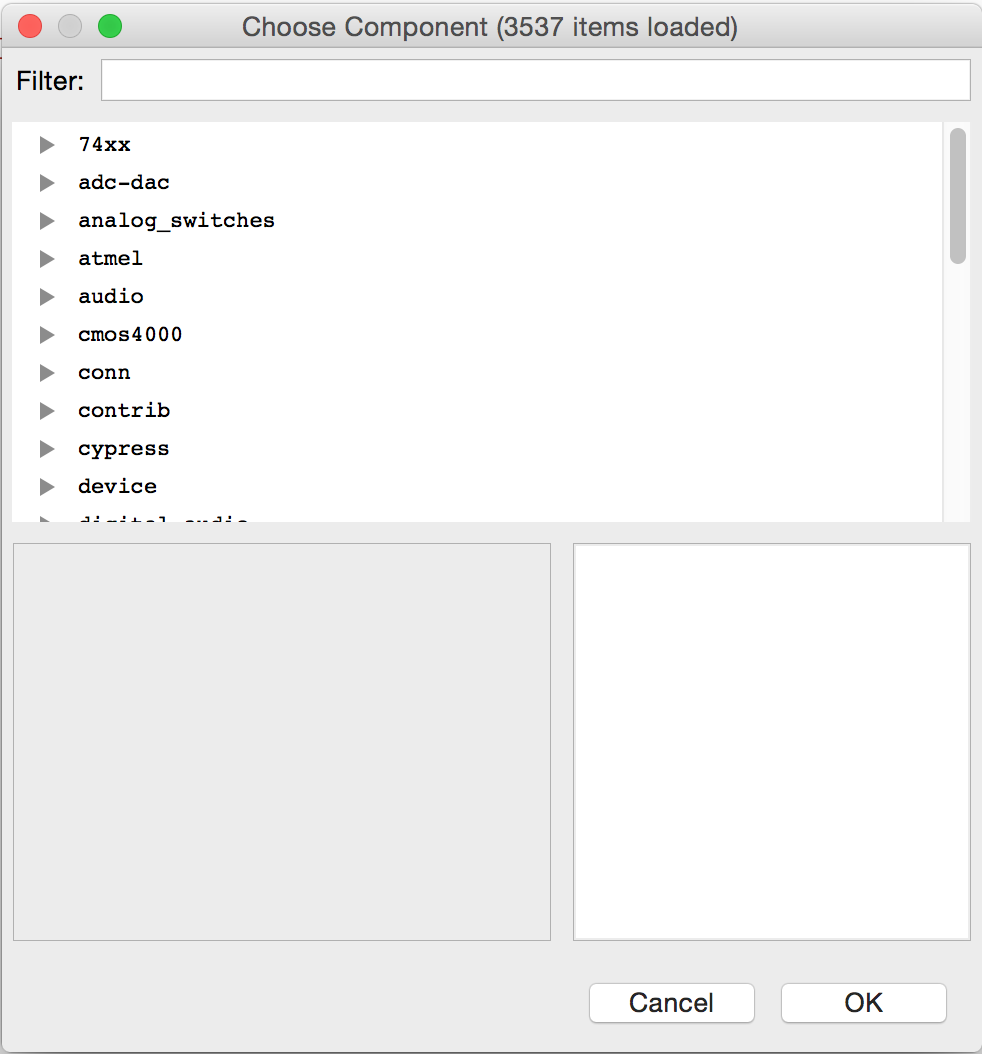 Choose Component (3537 items loaded)
Filter:
74xx
adc-dac
analog_switches
atmel
audio
cmos4000
conn
contrib
cypress
device
digital_audio
Cancel
OK